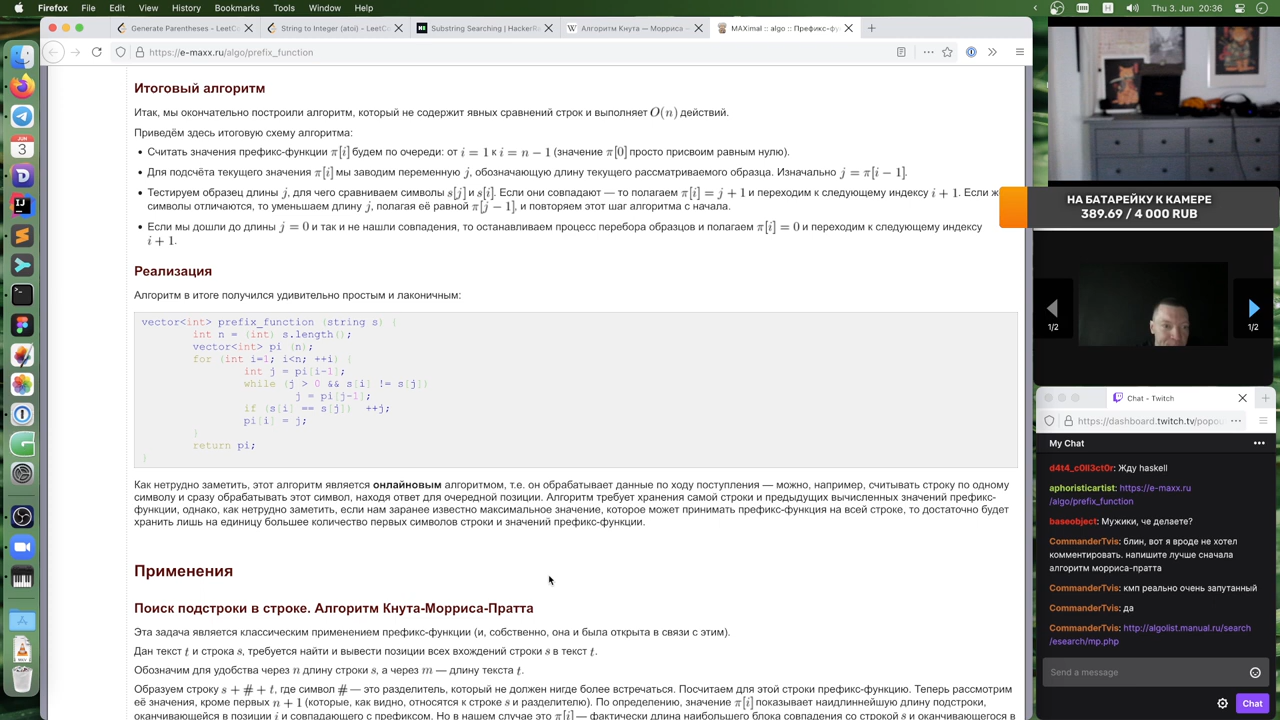 Firefox File Edit View History Bookmarks Tools Window Help
Generate Parentheses – LeetC
String to Integer (atoi) – LeetC
Substring Searching | HackerRa
Алгоритм Кнута — Морриса —
MAXimal :: algo :: Префикс-фу
https://e-maxx.ru/algo/prefix_function
Итоговый алгоритм
Итак, мы окончательно построили алгоритм, который не содержит явных сравнений строк и выполняет O(n) действий.
Приведём здесь итоговую схему алгоритма:
• Считать значения префикс-функции π[i] будем по очереди: от i = 1 к i = n − 1 (значение π[0] просто присвоим равным нулю).
• Для подсчёта текущего значения π[i] мы заводим переменную j, обозначающую длину текущего рассматриваемого образца. Изначально j = π[i − 1].
• Тестируем образец длины j, для чего сравниваем символы s[j] и s[i]. Если они совпадают — то полагаем π[i] = j + 1 и переходим к следующему индексу i + 1. Если ж
символы отличаются, то уменьшаем длину j, полагая её равной π[j − 1], и повторяем этот шаг алгоритма с начала.
• Если мы дошли до длины j = 0 и так и не нашли совпадения, то останавливаем процесс перебора образцов и полагаем π[i] = 0 и переходим к следующему индексу
i + 1.
Реализация
Алгоритм в итоге получился удивительно простым и лаконичным:
vector<int> prefix_function (string s) {
int n = (int) s.length();
vector<int> pi (n);
for (int i=1; i<n; ++i) {
int j = pi[i-1];
while (j > 0 && s[i] != s[j])
j = pi[j-1];
if (s[i] == s[j])  ++j;
pi[i] = j;
}
return pi;
}
Как нетрудно заметить, этот алгоритм является онлайновым алгоритмом, т.е. он обрабатывает данные по ходу поступления — можно, например, считывать строку по одному
символу и сразу обрабатывать этот символ, находя ответ для очередной позиции. Алгоритм требует хранения самой строки и предыдущих вычисленных значений префикс-
функции, однако, как нетрудно заметить, если нам заранее известно максимальное значение, которое может принимать префикс-функция на всей строке, то достаточно будет
хранить лишь на единицу большее количество первых символов строки и значений префикс-функции.
Применения
Поиск подстроки в строке. Алгоритм Кнута-Морриса-Пратта
Эта задача является классическим применением префикс-функции (и, собственно, она и была открыта в связи с этим).
Дан текст t и строка s, требуется найти и вывести позиции всех вхождений строки s в текст t.
Обозначим для удобства через n длину строки s, а через m — длину текста t.
Образуем строку s + # + t, где символ # — это разделитель, который не должен нигде более встречаться. Посчитаем для этой строки префикс-функцию. Теперь рассмотрим
её значения, кроме первых n + 1 (которые, как видно, относятся к строке s и разделителю). По определению, значение π[i] показывает наидлиннейшую длину подстроки,
оканчивающейся в позиции i и совпадающего с префиксом. Но в нашем случае это π[i] — фактически длина наибольшего блока совпадения со строкой s и оканчивающегося в
JUN
3
НА БАТАРЕЙКУ К КАМЕРЕ
389.69 / 4 000 RUB
1/2
1/2
Chat - Twitch
https://dashboard.twitch.tv/popou
My Chat
d4t4_c0ll3ct0r: Жду haskell
aphoristicartist: https://e-maxx.ru
/algo/prefix_function
baseobject: Мужики, че делаете?
CommanderTvis: блин, вот я вроде не хотел
комментировать. напишите лучше сначала
алгоритм морриса-пратта
CommanderTvis: кмп реально очень запутанный
CommanderTvis: да
CommanderTvis: http://algolist.manual.ru/search
/esearch/mp.php
Send a message
Chat